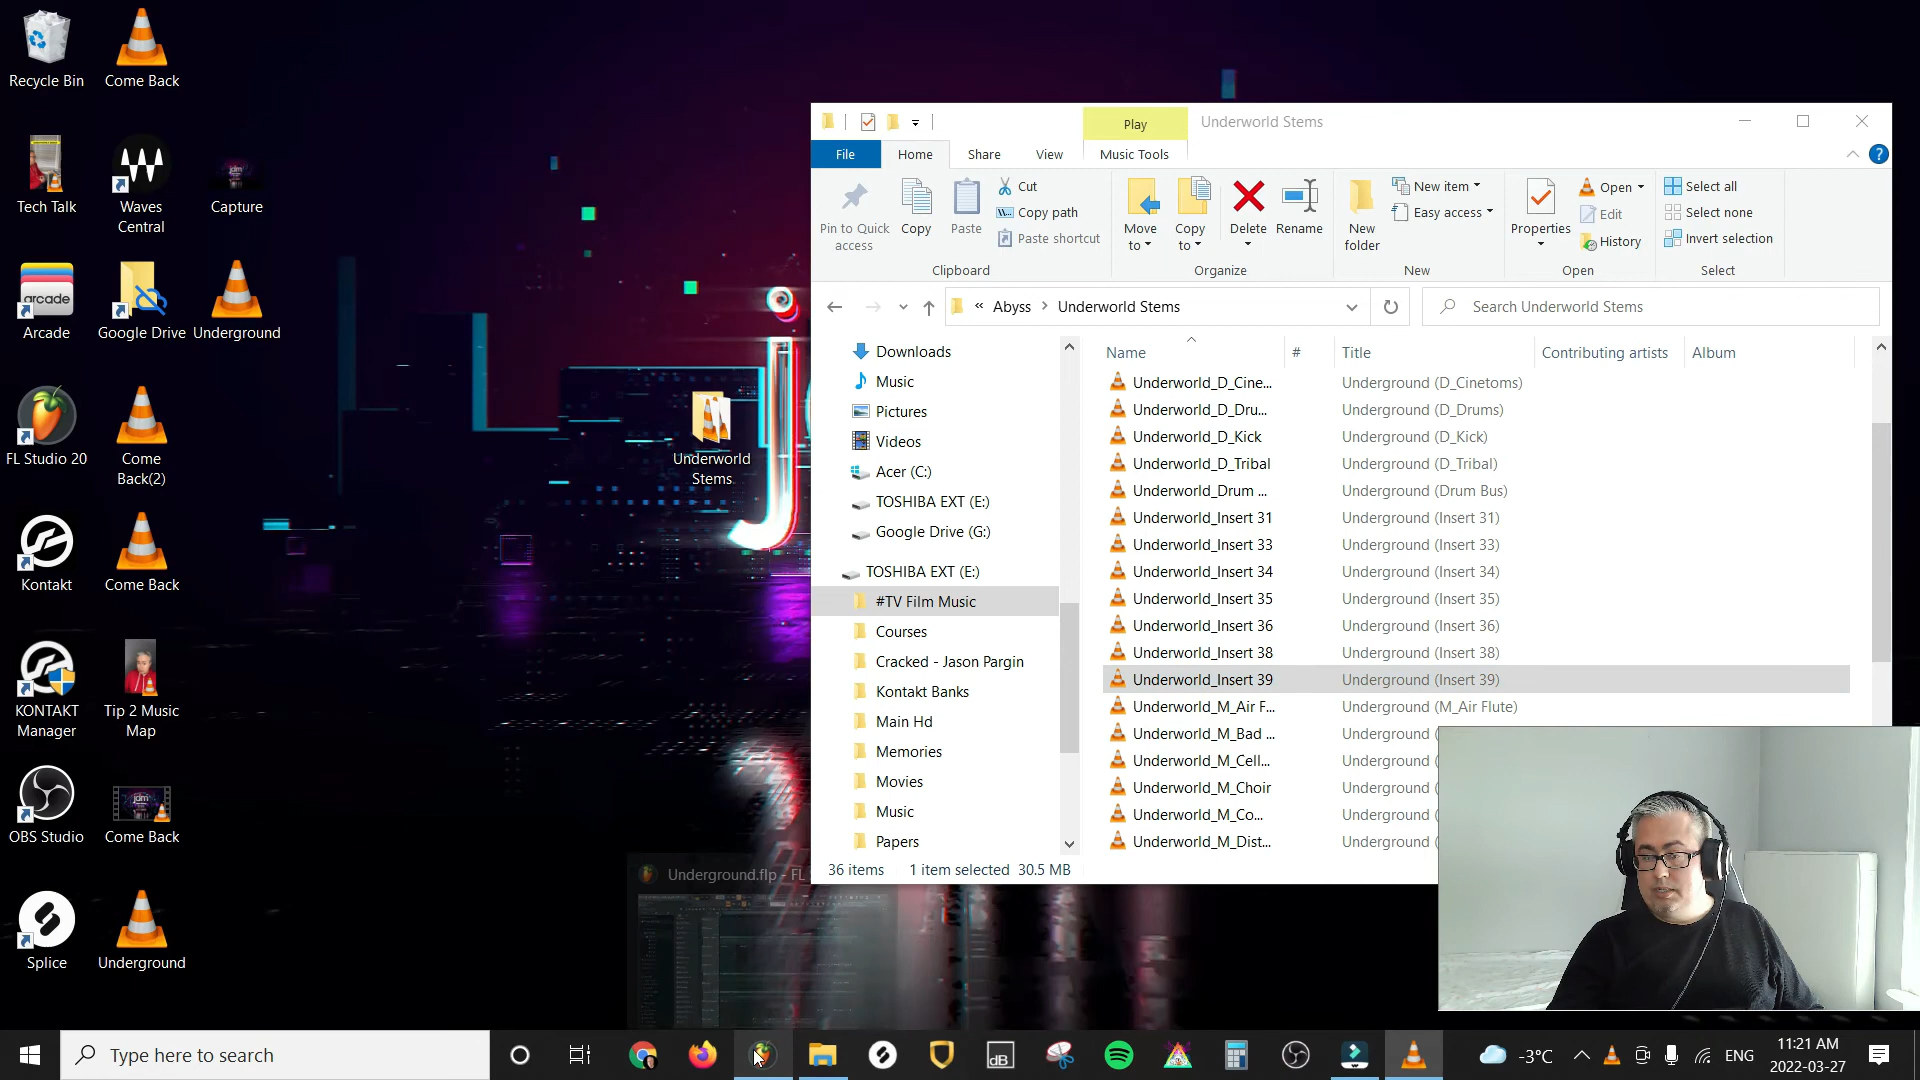 Recycle Bin
Come Back
Tech Talk
Waves
Central
Capture
arcade
Arcade
Google Drive
Underground
FL Studio 20
Come
Back(2)
Kontakt
Come Back
KONTAKT
Manager
Tip 2 Music
Map
OBS Studio
Come Back
Splice
Underground
Underworld
Stems
Play
Underworld Stems
File
Home
Share
View
Music Tools
Pin to Quick
access
Copy
Paste
Cut
Copy path
Paste shortcut
Clipboard
Move
to
Copy
to
Delete
Rename
Organize
New
folder
New item
Easy access
New
Properties
Open
Edit
History
Open
Select all
Select none
Invert selection
Select
« Abyss > Underworld Stems
Search Underworld Stems
Downloads
Music
Pictures
Videos
Acer (C:)
TOSHIBA EXT (E:)
Google Drive (G:)
TOSHIBA EXT (E:)
#TV Film Music
Courses
Cracked - Jason Pargin
Kontakt Banks
Main Hd
Memories
Movies
Music
Papers
Name # Title Contributing artists Album
Underworld_D_Cine... Underground (D_Cinetoms)
Underworld_D_Dru... Underground (D_Drums)
Underworld_D_Kick Underground (D_Kick)
Underworld_D_Tribal Underground (D_Tribal)
Underworld_Drum ... Underground (Drum Bus)
Underworld_Insert 31 Underground (Insert 31)
Underworld_Insert 33 Underground (Insert 33)
Underworld_Insert 34 Underground (Insert 34)
Underworld_Insert 35 Underground (Insert 35)
Underworld_Insert 36 Underground (Insert 36)
Underworld_Insert 38 Underground (Insert 38)
Underworld_Insert 39 Underground (Insert 39)
Underworld_M_Air F... Underground (M_Air Flute)
Underworld_M_Bad ... Underground (
Underworld_M_Cell... Underground (
Underworld_M_Choir Underground (
Underworld_M_Co... Underground (
Underworld_M_Dist... Underground (
36 items 1 item selected 30.5 MB
Underground.flp - FL
Type here to search
dB
-3°C
ENG
11:21 AM
2022-03-27